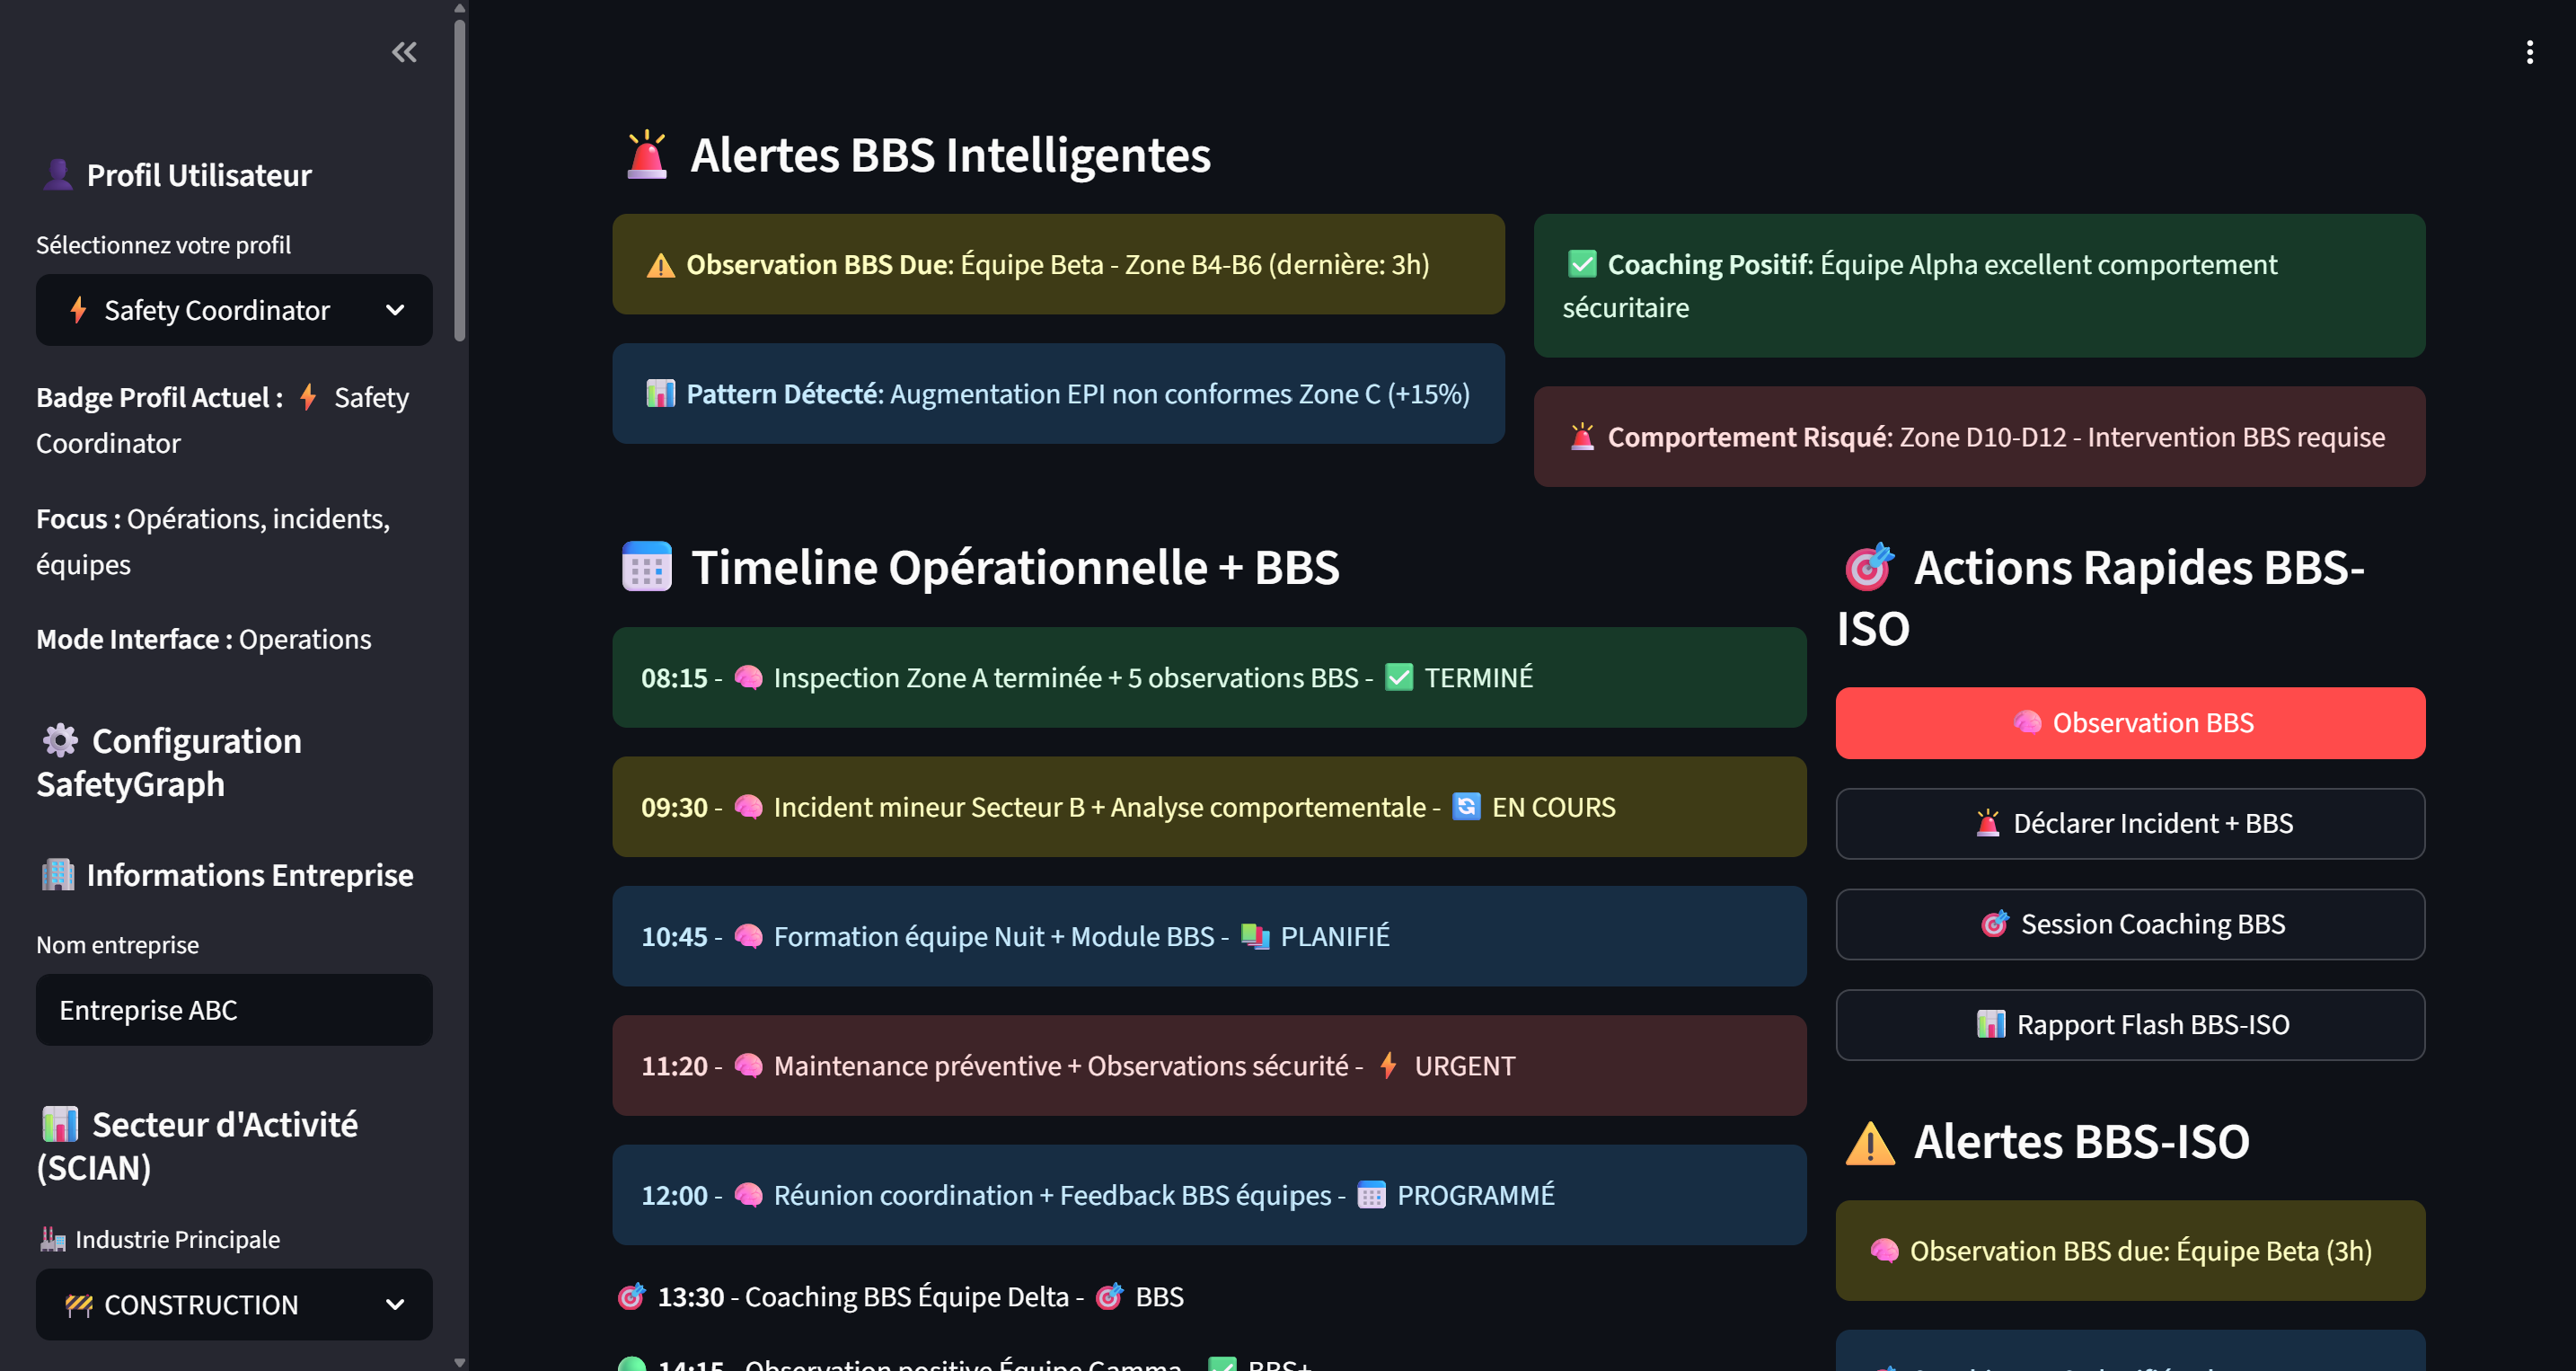 Profil Utilisateur
Sélectionnez votre profil
Safety Coordinator
Badge Profil Actuel : Safety
Coordinator
Focus : Opérations, incidents,
équipes
Mode Interface : Operations
Configuration
SafetyGraph
Informations Entreprise
Nom entreprise
Entreprise ABC
Secteur d'Activité
(SCIAN)
Industrie Principale
CONSTRUCTION
Alertes BBS Intelligentes
Observation BBS Due: Équipe Beta - Zone B4-B6 (dernière: 3h)
Pattern Détecté: Augmentation EPI non conformes Zone C (+15%)
Coaching Positif: Équipe Alpha excellent comportement
sécuritaire
Comportement Risqué: Zone D10-D12 - Intervention BBS requise
Timeline Opérationnelle + BBS
08:15 - Inspection Zone A terminée + 5 observations BBS - TERMINÉ
09:30 - Incident mineur Secteur B + Analyse comportementale - EN COURS
10:45 - Formation équipe Nuit + Module BBS - PLANIFIÉ
11:20 - Maintenance préventive + Observations sécurité - URGENT
12:00 - Réunion coordination + Feedback BBS équipes - PROGRAMMÉ
13:30 - Coaching BBS Équipe Delta - BBS
14:15 - Observation positive Équipe Gamma - BBS+
Actions Rapides BBS-
ISO
Observation BBS
Déclarer Incident + BBS
Session Coaching BBS
Rapport Flash BBS-ISO
Alertes BBS-ISO
Observation BBS due: Équipe Beta (3h)